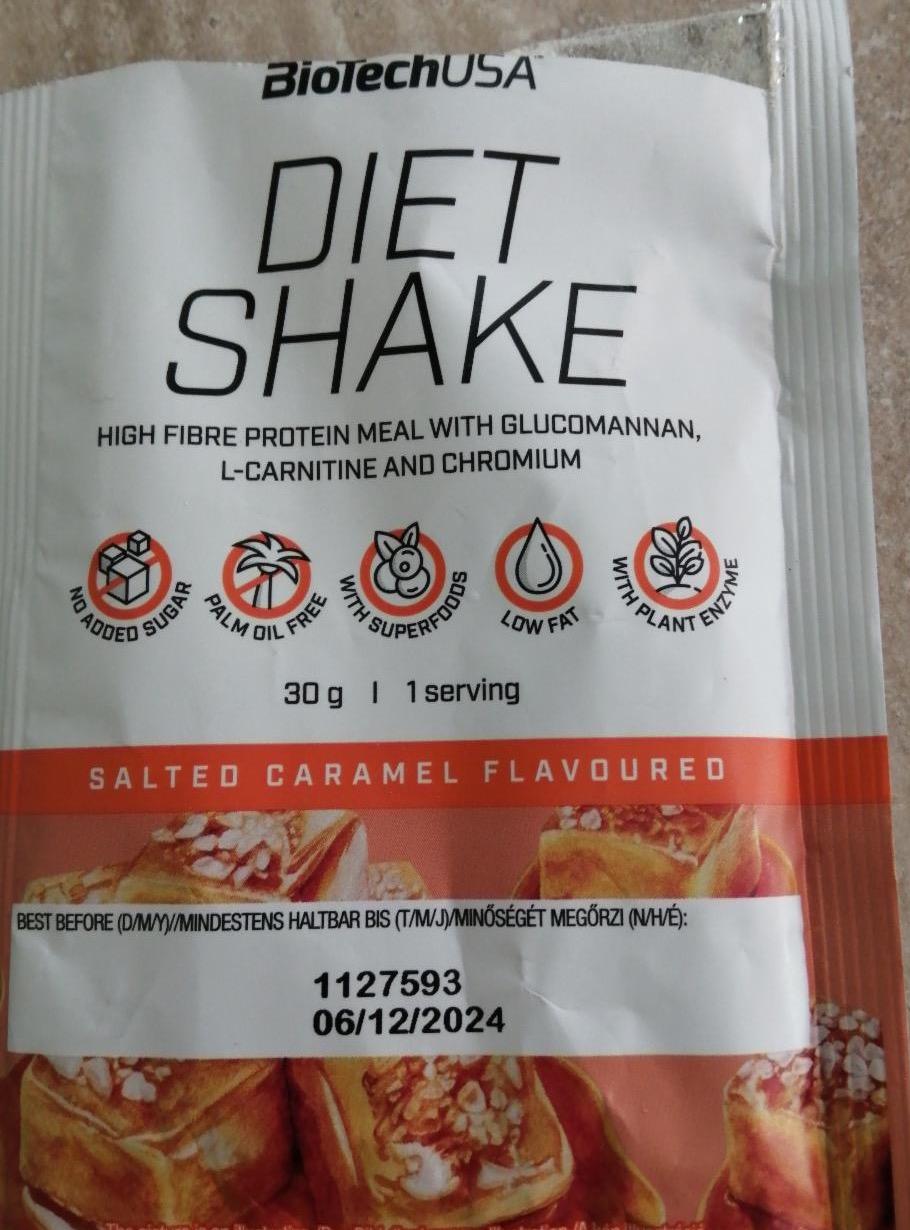 BioTechUSA™
DIET
SHAKE
HIGH FIBRE PROTEIN MEAL WITH GLUCOMANNAN,
L-CARNITINE AND CHROMIUM
NO ADDED SUGAR
PALM OIL FREE
WITH SUPERFOODS
LOW FAT
WITH PLANT ENZYME
30 g | 1 serving
SALTED CARAMEL FLAVOURED
BEST BEFORE (D/M/Y)//MINDESTENS HALTBAR BIS (T/M/J)/MINŐSÉGÉT MEGŐRZI (N/H/É):
1127593
06/12/2024